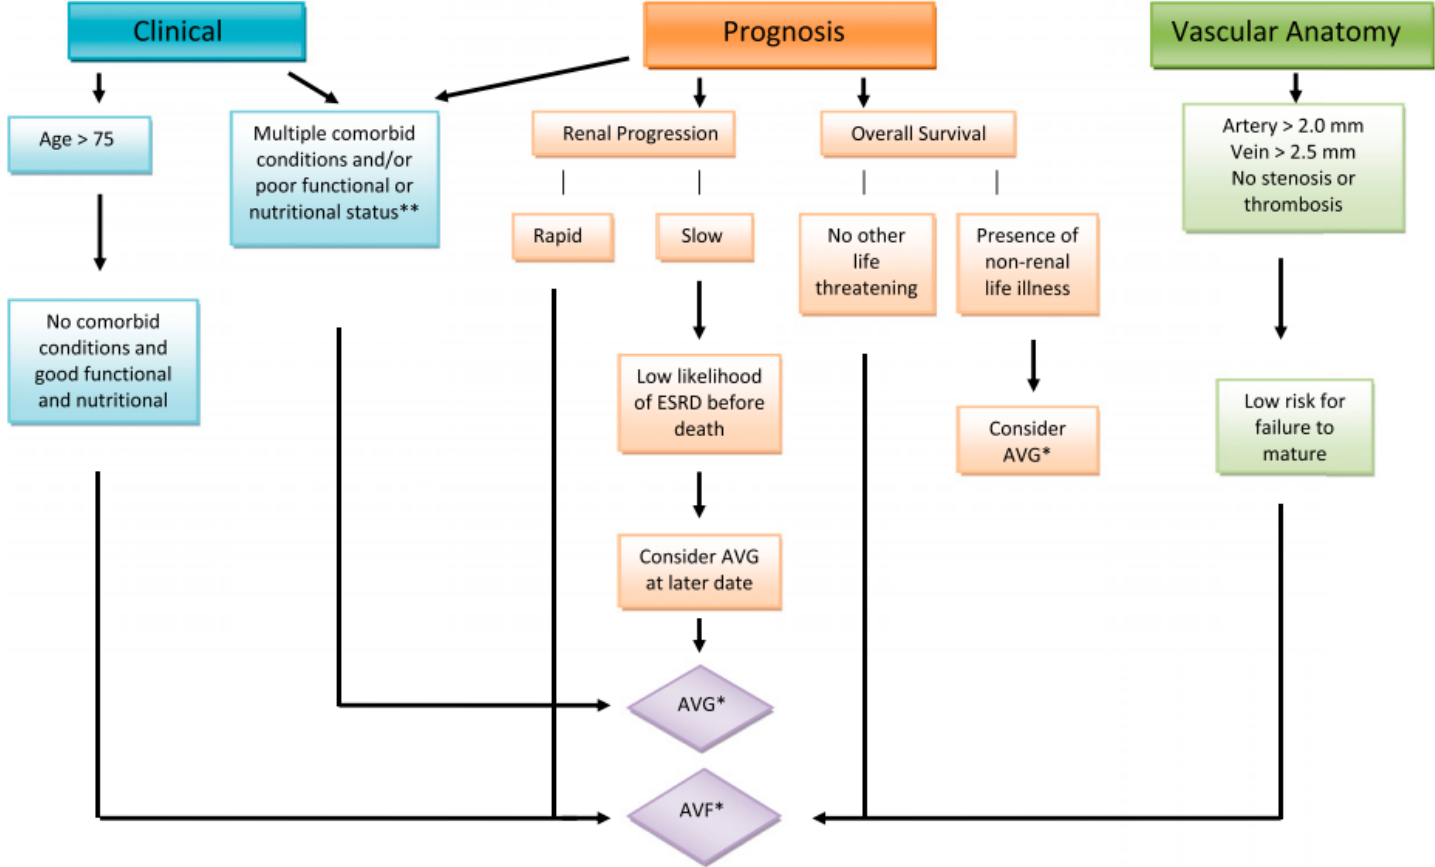 Clinical
Prognosis
Vascular Anatomy
Age > 75
Multiple comorbid
conditions and/or
poor functional or
nutritional status**
Renal Progression
Overall Survival
Artery > 2.0 mm
Vein > 2.5 mm
No stenosis or
thrombosis
Rapid
Slow
No other
life
threatening
Presence of
non-renal
life illness
No comorbid
conditions and
good functional
and nutritional
Low likelihood
of ESRD before
death
Consider
AVG*
Low risk for
failure to
mature
Consider AVG
at later date
AVG*
AVF*